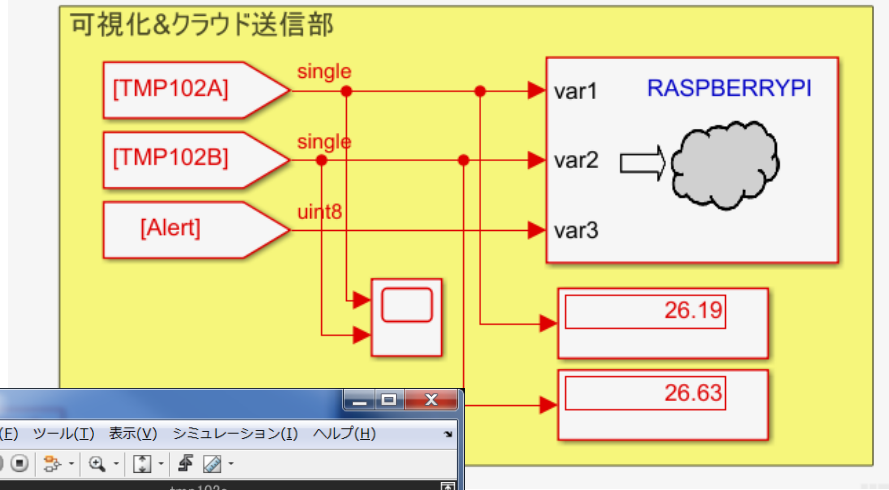 可視化&クラウド送信部
[TMP102A]
single
var1
RASPBERRYPI
[TMP102B]
single
var2
[Alert]
uint8
var3
26.19
26.63
(F) ツール(T) 表示(V) シミュレーション(I) ヘルプ(H)